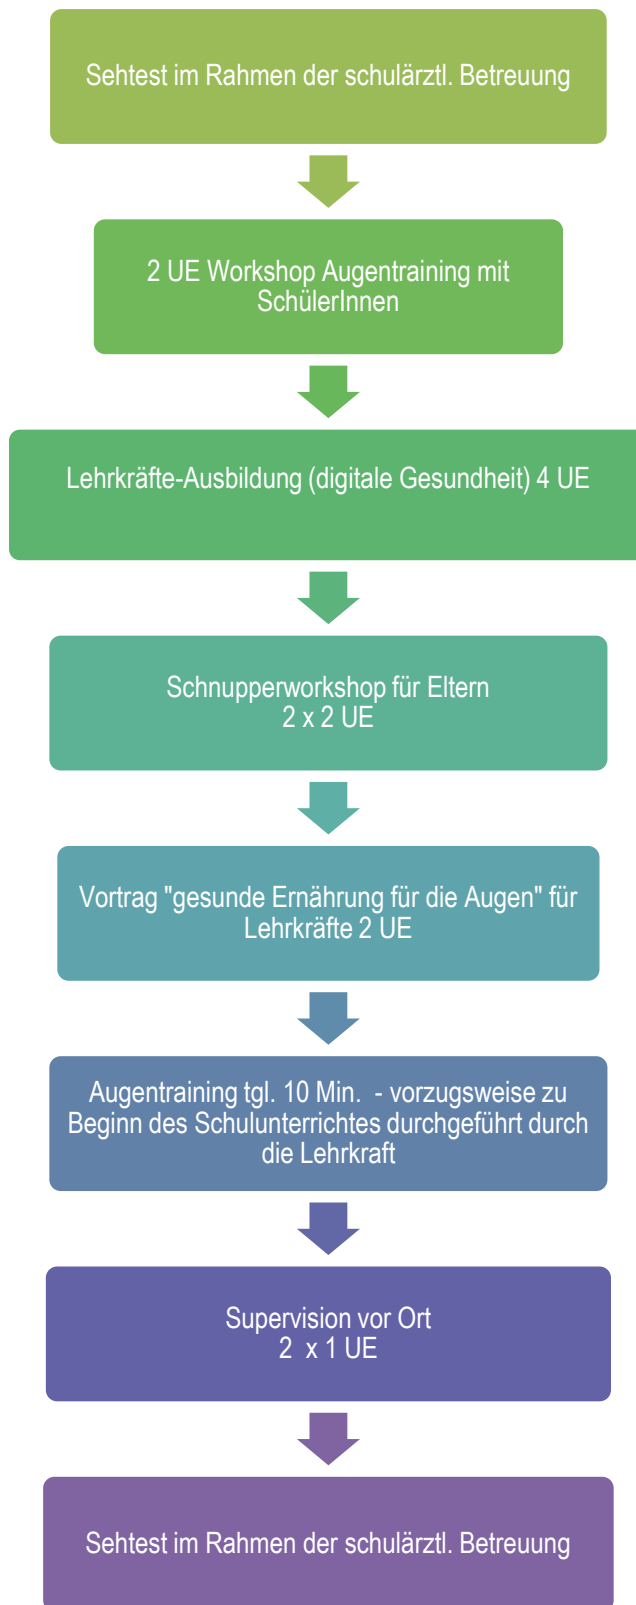 Sehtest im Rahmen der schulärztl. Betreuung
2 UE Workshop Augentraining mit
SchülerInnen
Lehrkräfte-Ausbildung (digitale Gesundheit) 4 UE
Schnupperworkshop für Eltern
2 x 2 UE
Vortrag "gesunde Ernährung für die Augen" für
Lehrkräfte 2 UE
Augentraining tgl. 10 Min.  - vorzugsweise zu
Beginn des Schulunterrichtes durchgeführt durch
die Lehrkraft
Supervision vor Ort
2  x 1 UE
Sehtest im Rahmen der schulärztl. Betreuung